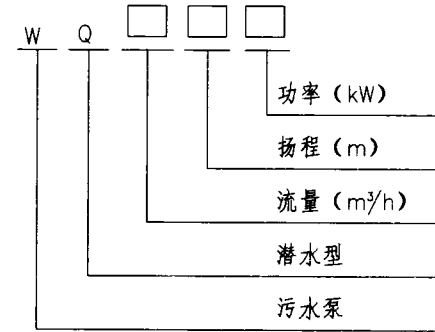 W Q □ □ □
功率（kW）
扬程（m）
流量（m³/h）
潜水型
污水泵